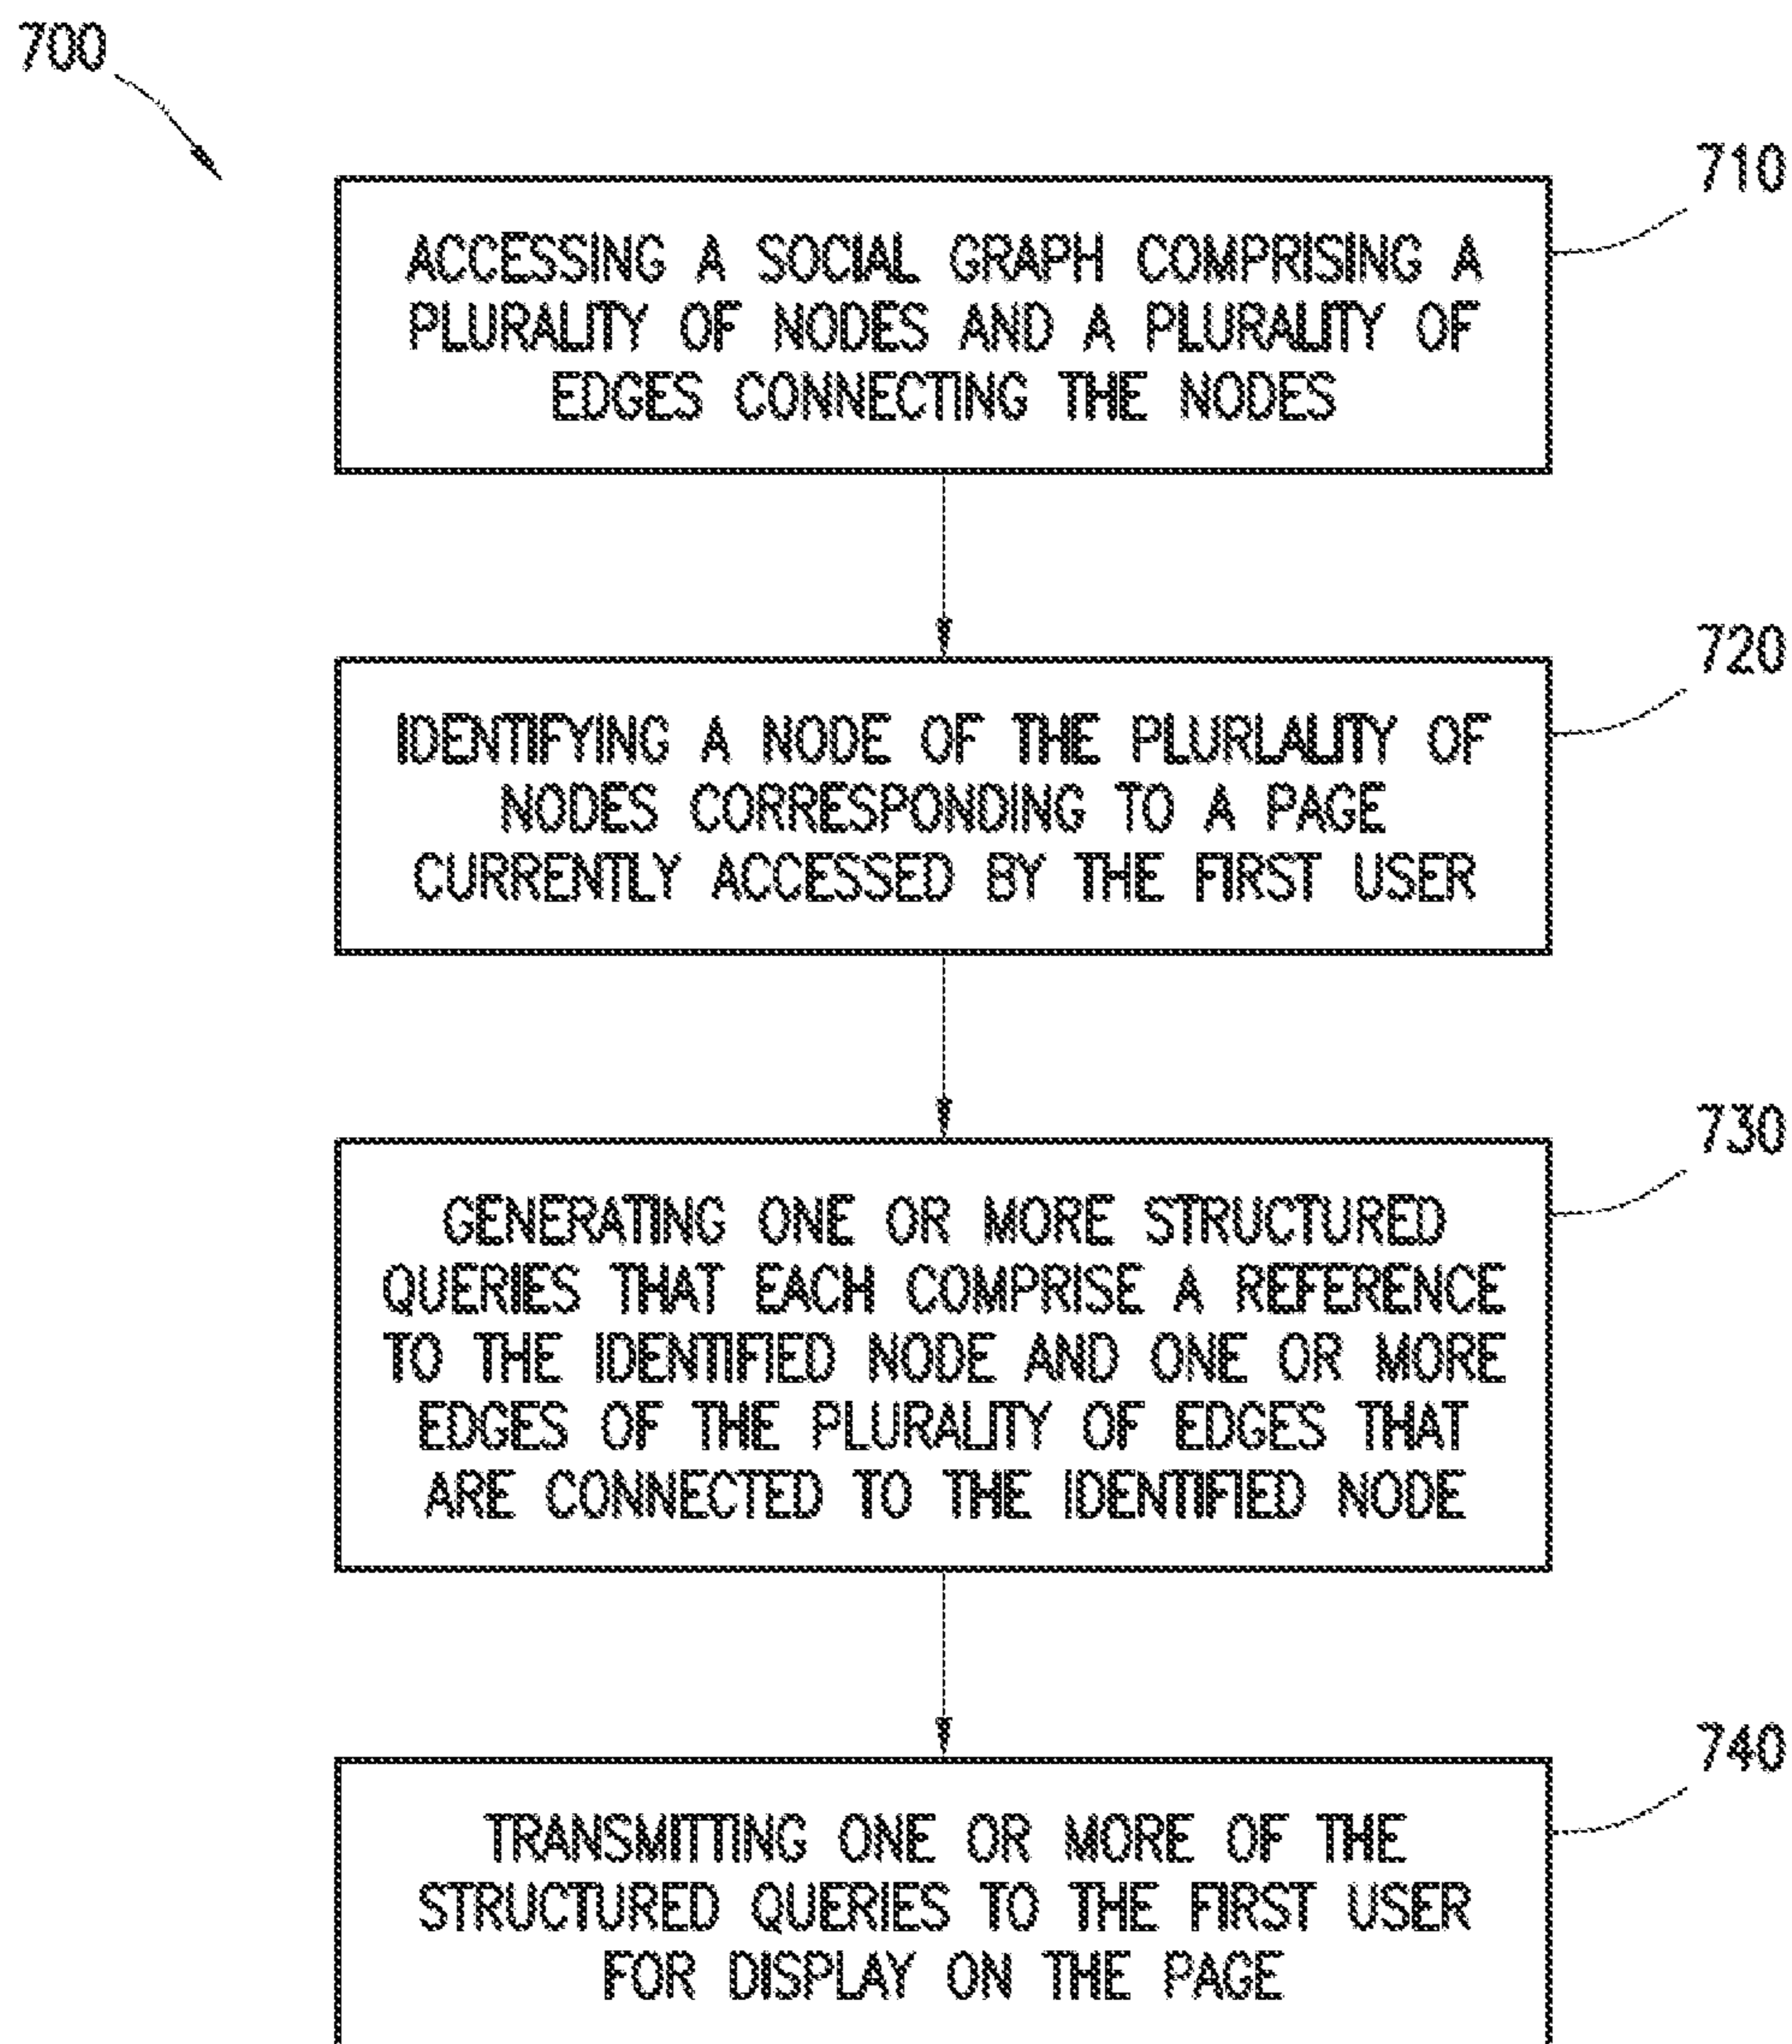 700
710
ACCESSING A SOCIAL GRAPH COMPRISING A
PLURALITY OF NODES AND A PLURALITY OF
EDGES CONNECTING THE NODES
720
IDENTIFYING A NODE OF THE PLURLALITY OF
NODES CORRESPONDING TO A PAGE
CURRENTLY ACCESSED BY THE FIRST USER
730
GENERATING ONE OR MORE STRUCTURED
QUERIES THAT EACH COMPRISE A REFERENCE
TO THE IDENTIFIED NODE AND ONE OR MORE
EDGES OF THE PLURALITY OF EDGES THAT
ARE CONNECTED TO THE IDENTIFIED NODE
740
TRANSMITTING ONE OR MORE OF THE
STRUCTURED QUERIES TO THE FIRST USER
FOR DISPLAY ON THE PAGE